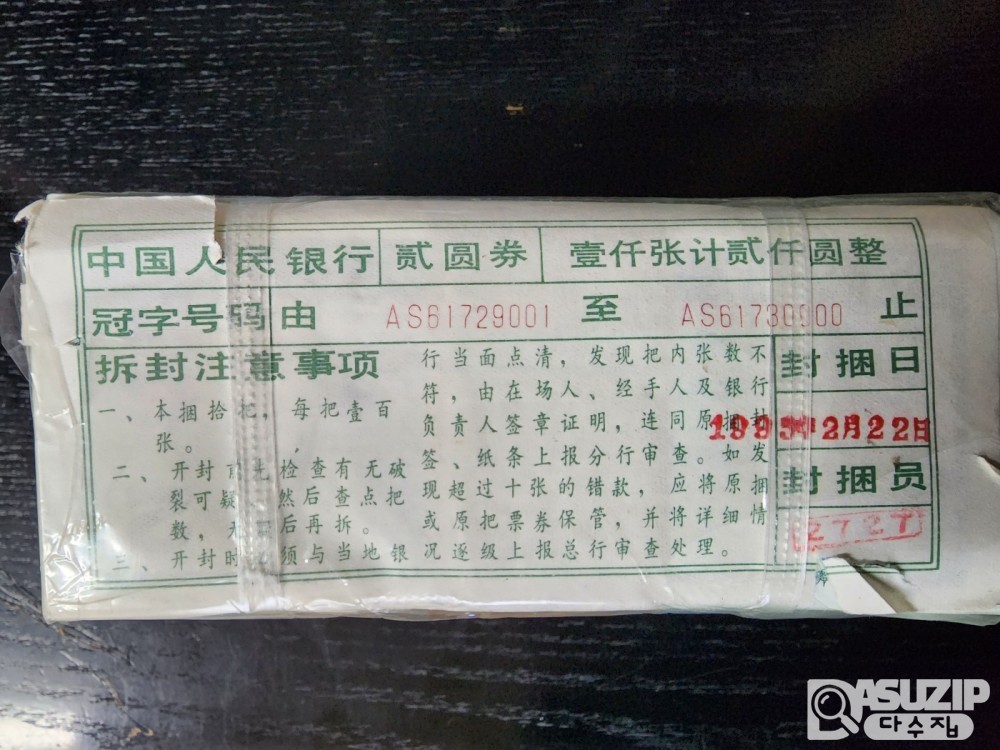 中国人民银行 贰圆券 壹仟张计贰仟圆整
冠字号码由 AS61729001 至 AS61730000 止
拆封注意事项
一、本捆拾把，每把壹百
张。
二、开封前先检查有无破
裂可疑 然后查点把
数，无 后再拆。
三、开封时 须与当地银
行当面点清，发现把内张数不
符，由在场人、经手人及银行
负责人签章证明，连同原捆封
签、纸条上报分行审查。如发
现超过十张的错款，应将原捆
或原把票券保管，并将详细情
况逐级上报总行审查处理。
封捆日
199 年2月22日
封捆员
2727
ASUZIP
다수집